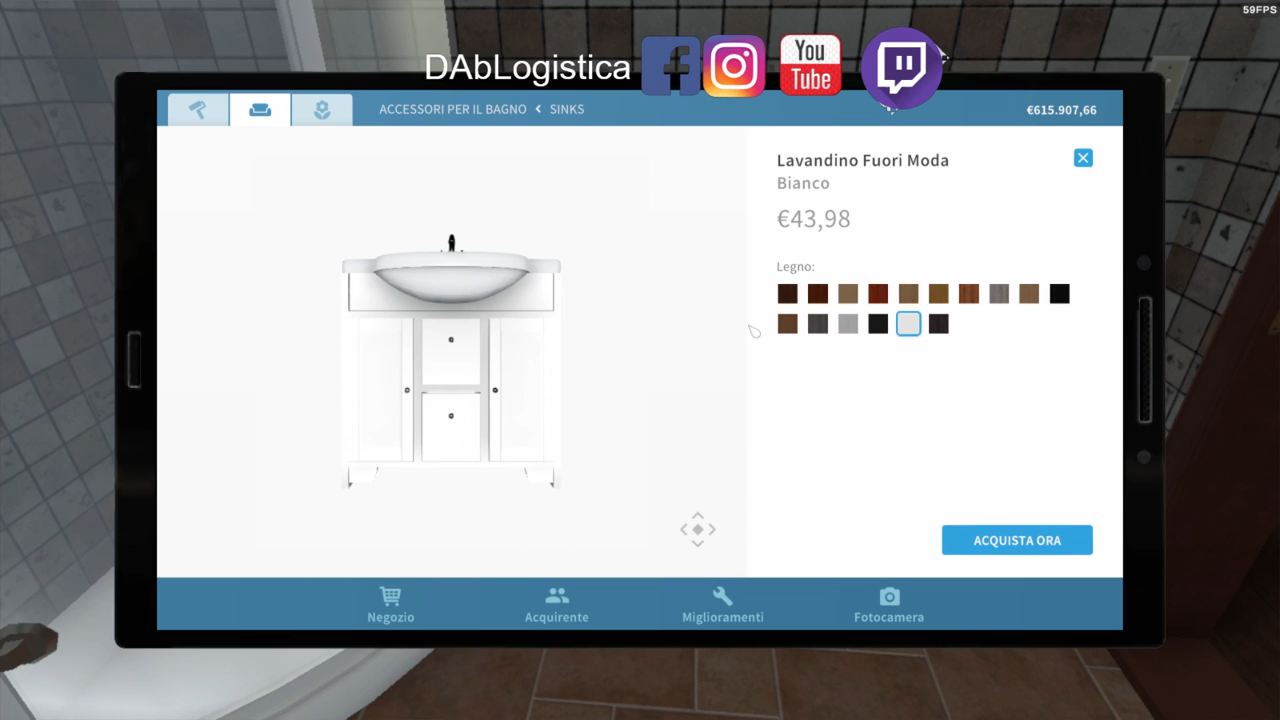 59FPS
DAbLogistica
You
Tube
ACCESSORI PER IL BAGNO < SINKS
€615.907,66
Lavandino Fuori Moda
Bianco
€43,98
Legno:
ACQUISTA ORA
Negozio
Acquirente
Miglioramenti
Fotocamera